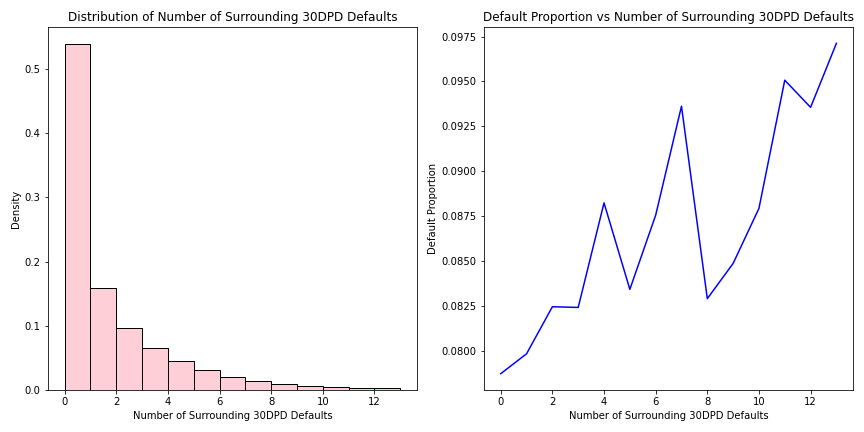 Distribution of Number of Surrounding 30DPD Defaults
0.5
0.4
0.3
0.2
0.1
0.0
Density
0 2 4 6 8 10 12
Number of Surrounding 30DPD Defaults
Default Proportion vs Number of Surrounding 30DPD Defaults
0.0975
0.0950
0.0925
0.0900
0.0875
0.0850
0.0825
0.0800
Default Proportion
0 2 4 6 8 10 12
Number of Surrounding 30DPD Defaults